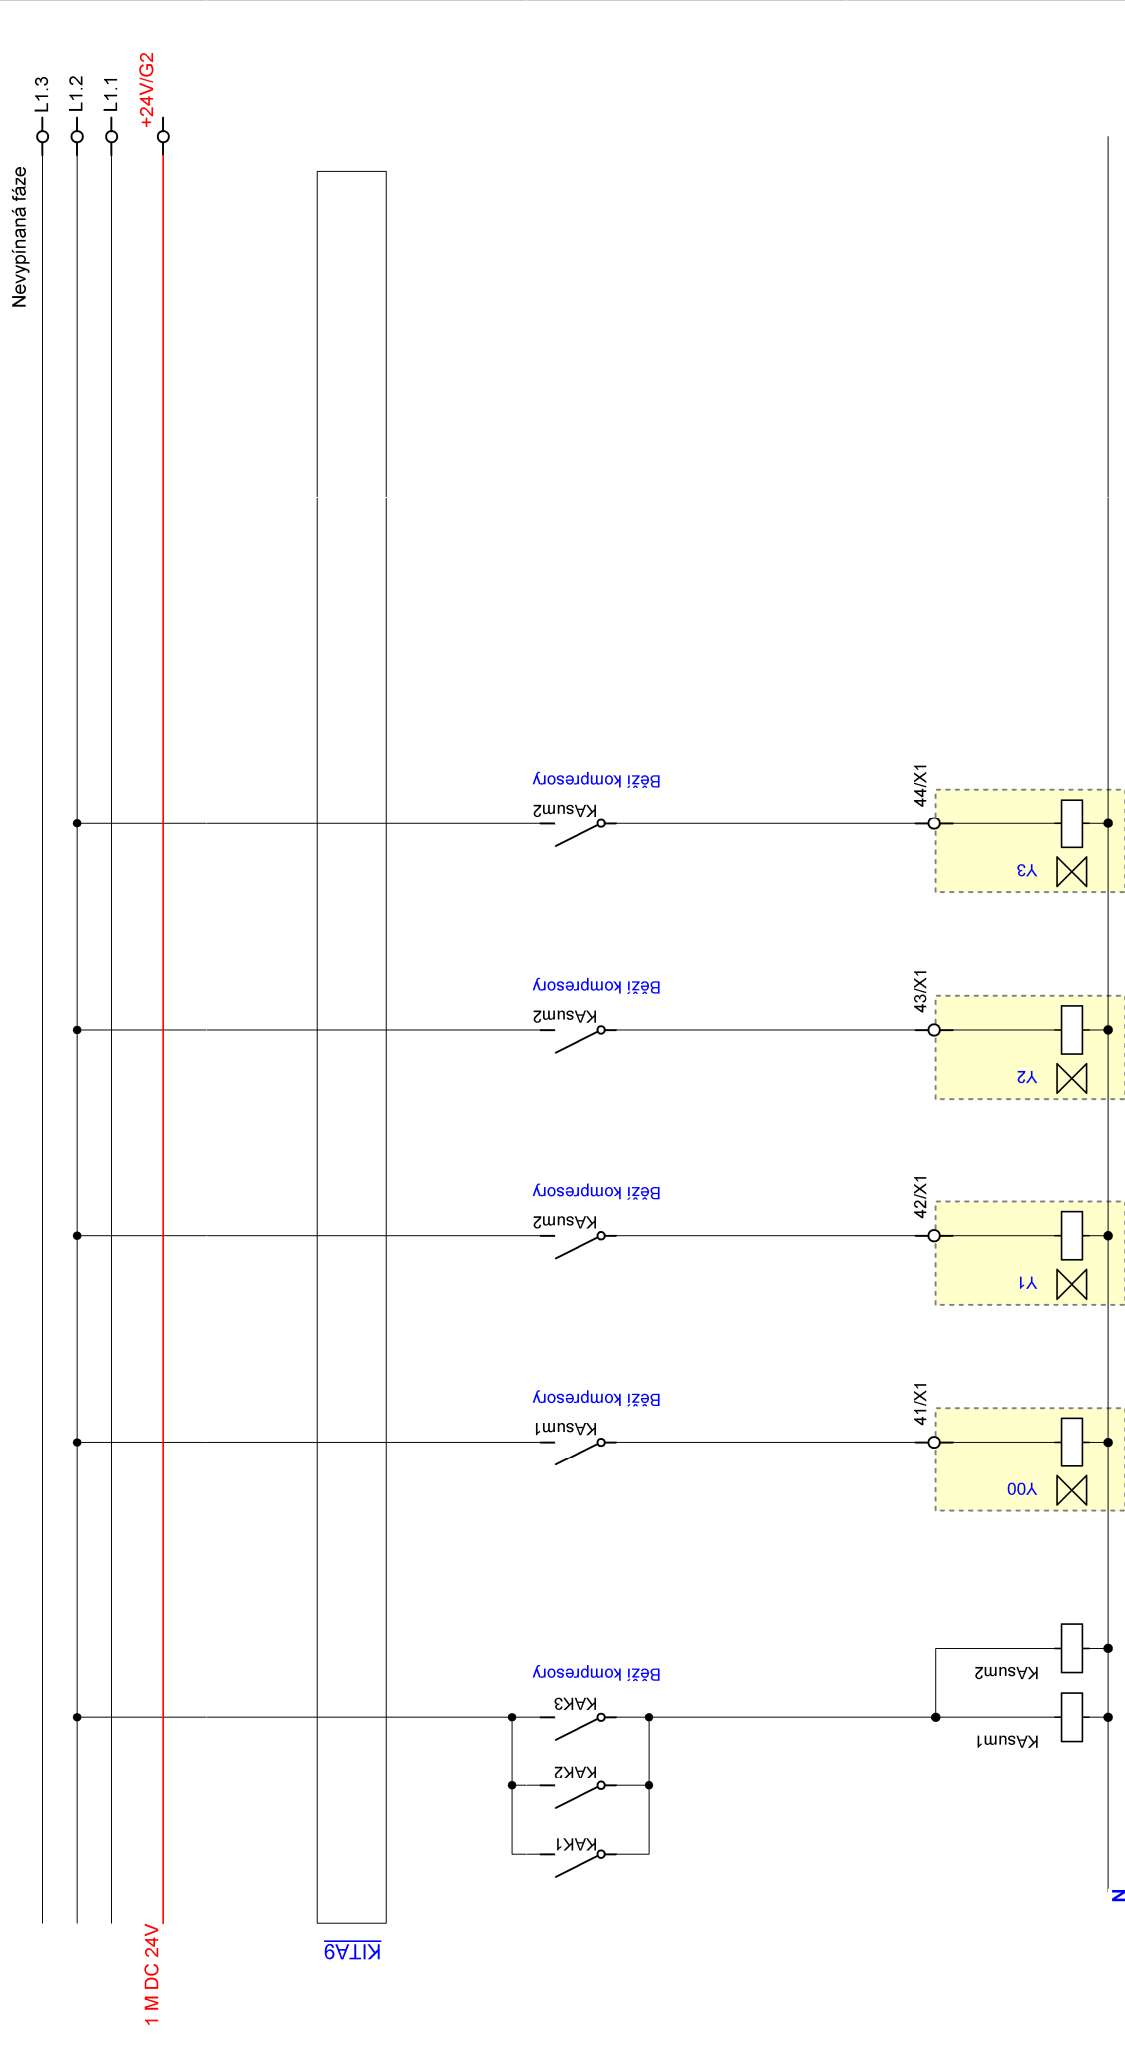 Nevypínaná fáze
L1.3
L1.2
L1.1
+24V/G2
1 M DC 24V
KITA9
Běží kompresory
KAsum2
44/X1
Y3
Běží kompresory
KAsum2
43/X1
Y2
Běží kompresory
KAsum2
42/X1
Y1
Běží kompresory
KAsum1
41/X1
Y00
Běží kompresory
KAK3
KAK2
KAK1
KAsum2
KAsum1
N